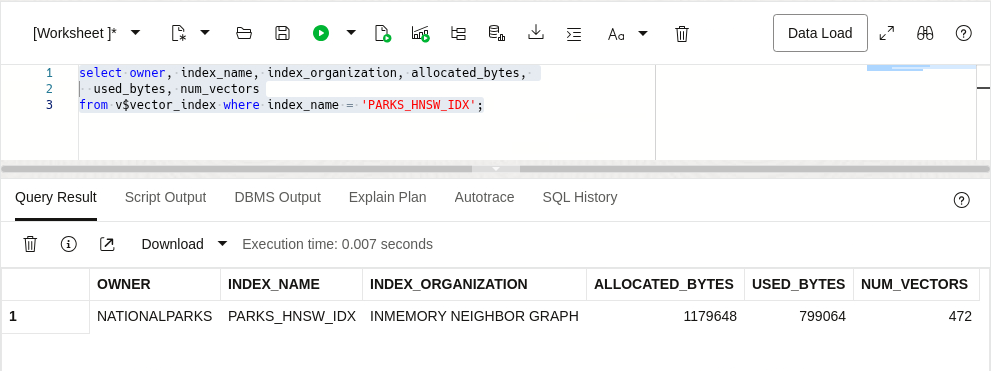 [Worksheet ]* Aa Data Load
1 select owner, index_name, index_organization, allocated_bytes,
2 used_bytes, num_vectors
3 from v$vector_index where index_name = 'PARKS_HNSW_IDX';
Query Result Script Output DBMS Output Explain Plan Autotrace SQL History
Download Execution time: 0.007 seconds
OWNER INDEX_NAME INDEX_ORGANIZATION ALLOCATED_BYTES USED_BYTES NUM_VECTORS
1 NATIONALPARKS PARKS_HNSW_IDX INMEMORY NEIGHBOR GRAPH 1179648 799064 472